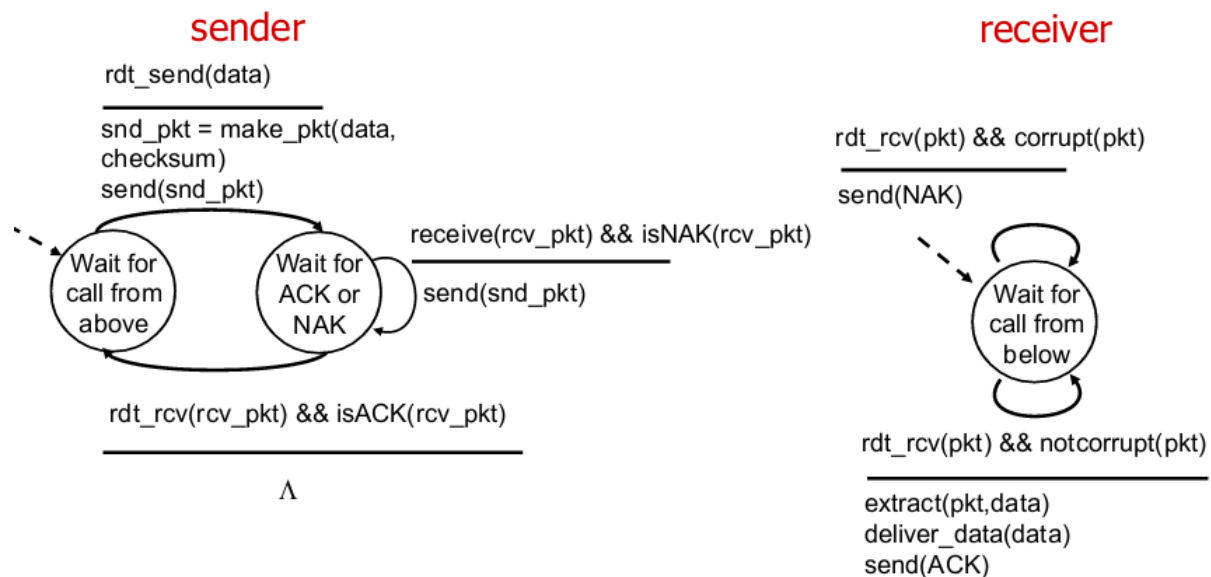 sender
rdt_send(data)
snd_pkt = make_pkt(data,
checksum)
send(snd_pkt)
Wait for
call from
above
Wait for
ACK or
NAK
receive(rcv_pkt) && isNAK(rcv_pkt)
send(snd_pkt)
rdt_rcv(rcv_pkt) && isACK(rcv_pkt)
Λ
receiver
rdt_rcv(pkt) && corrupt(pkt)
send(NAK)
Wait for
call from
below
rdt_rcv(pkt) && notcorrupt(pkt)
extract(pkt,data)
deliver_data(data)
send(ACK)